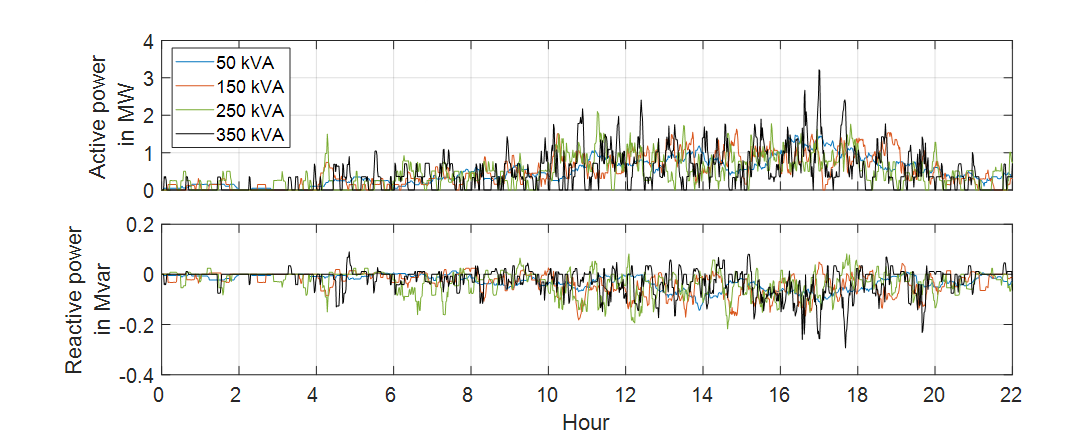 Active power
in MW
4
3
2
1
0
50 kVA
150 kVA
250 kVA
350 kVA
Reactive power
in Mvar
0.2
0
-0.2
-0.4
0 2 4 6 8 10 12 14 16 18 20 22
Hour